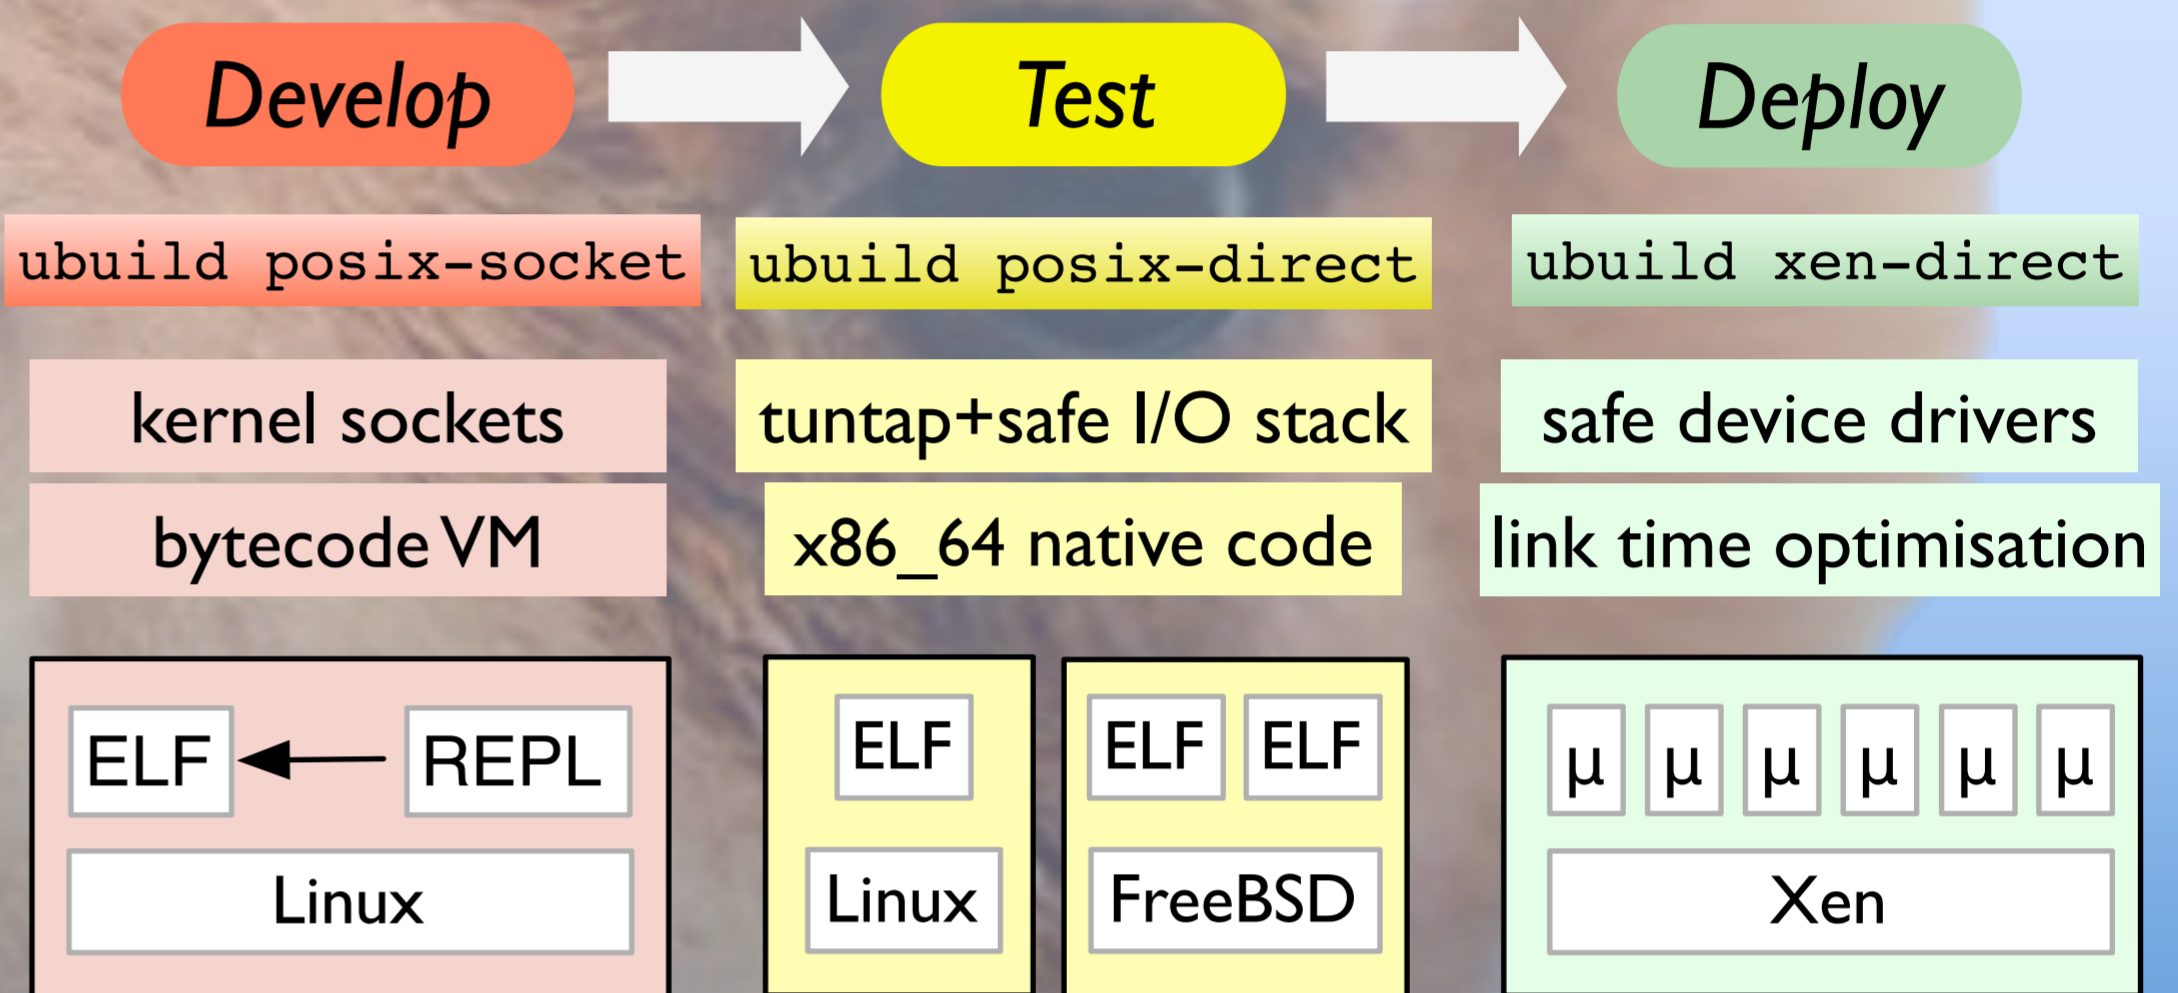 Develop
Test
Deploy
ubuild posix-socket
ubuild posix-direct
ubuild xen-direct
kernel sockets
tuntap+safe I/O stack
safe device drivers
bytecode VM
x86_64 native code
link time optimisation
ELF
REPL
ELF
ELF
ELF
μ
μ
μ
μ
μ
μ
Linux
Linux
FreeBSD
Xen